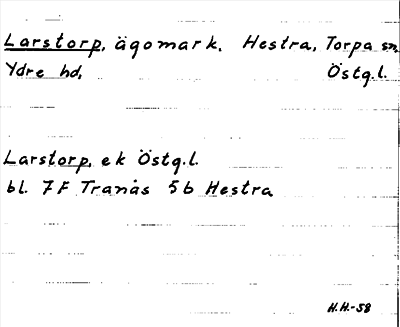 Larstorp, ägomark. Hestra, Torpa sn,
Ydre hd, Östg.l.
Larstorp, ek Östg.l.
bl. 7F Tranås 5b Hestra
H.H.-58